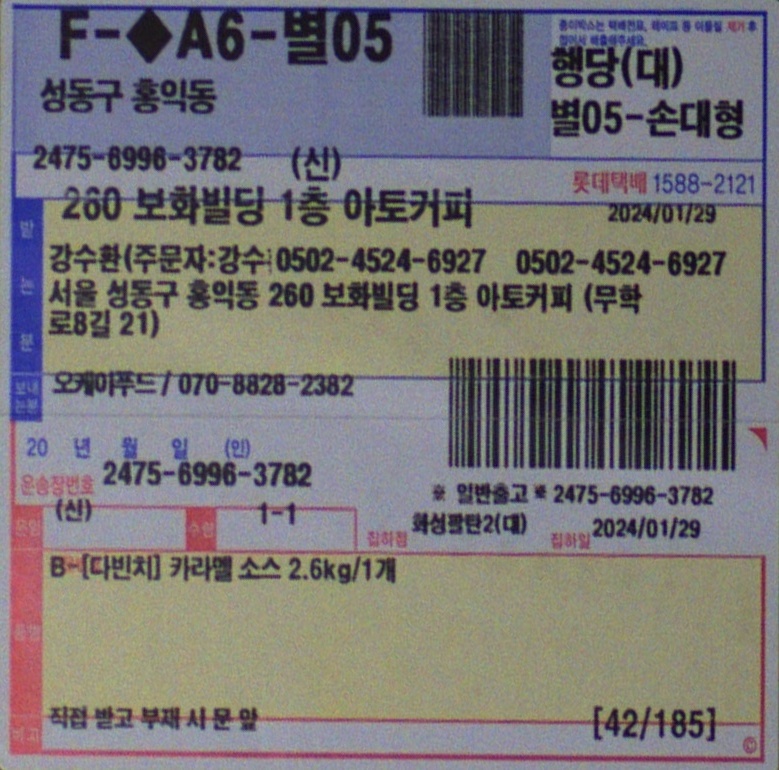 F-◆A6-별05
종이박스는 택배전표, 테이프 등 이물질 제거 후
접어서 배출해주세요.
성동구 홍익동
행당(대)
별05-손대형
2475-6996-3782 (신)
롯데택배 1588-2121
260 보화빌딩 1층 아토커피
2024/01/29
받는분
강수환(주문자:강수 0502-4524-6927 0502-4524-6927
서울 성동구 홍익동 260 보화빌딩 1층 아토커피 (무학
로8길 21)
보내는분
오케이푸드 / 070-8828-2382
20 년 월 일 (인)
운송장번호 2475-6996-3782
(신)
※ 일반출고 ※ 2475-6996-3782
운임 수량 1-1
집하점 화성팔탄2(대) 집하일 2024/01/29
B-[다빈치] 카라멜 소스 2.6kg/1개
품명
직접 받고 부재 시 문 앞
[42/185]
©